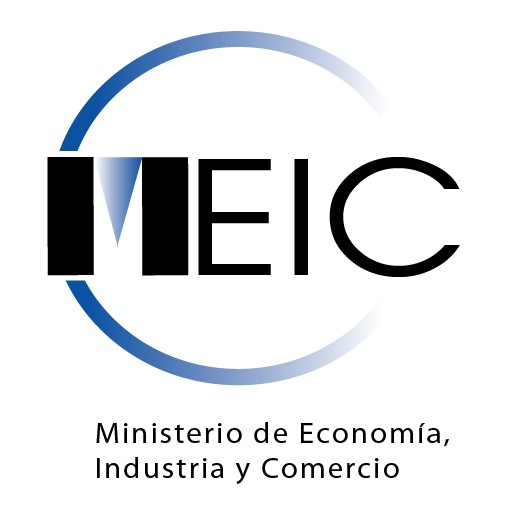 MEIC
Ministerio de Economía,
Industria y Comercio